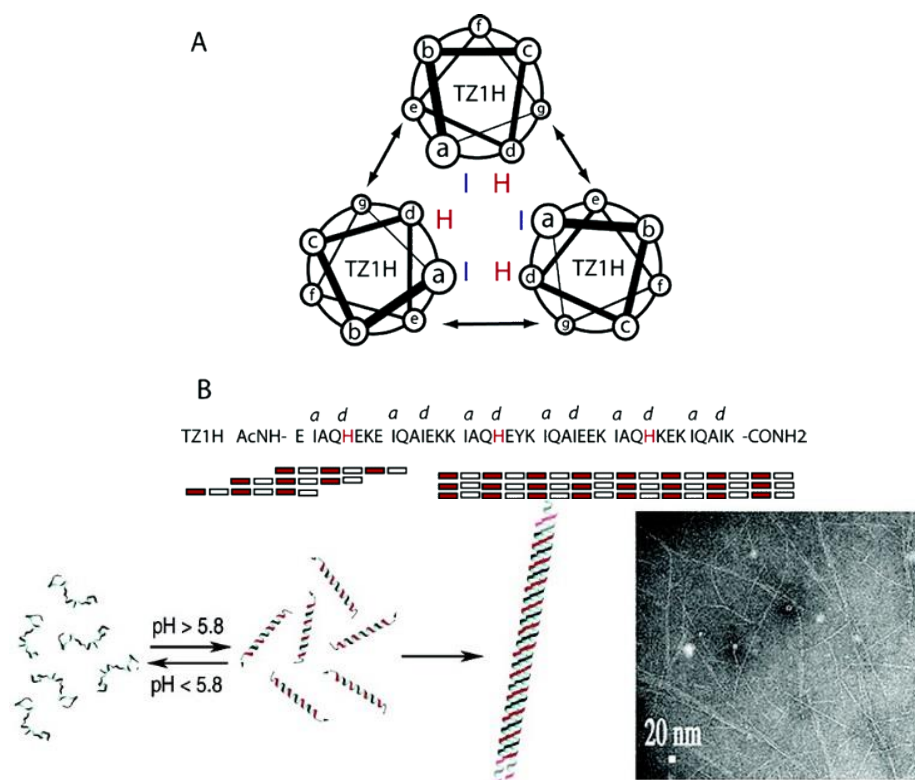 A
f
b c
TZ1H
e g
a d
I H
g d
H
c
TZ1H
a
I
f
b e
e
I
a b
TZ1H
H
d
f
g c
B
a d a d a d a d a d a d
TZ1H AcNH- E IAQHEKE IQAIEKK IAQHEYK IQAIEEK IAQHKEK IQAIK -CONH2
pH > 5.8
pH < 5.8
20 nm